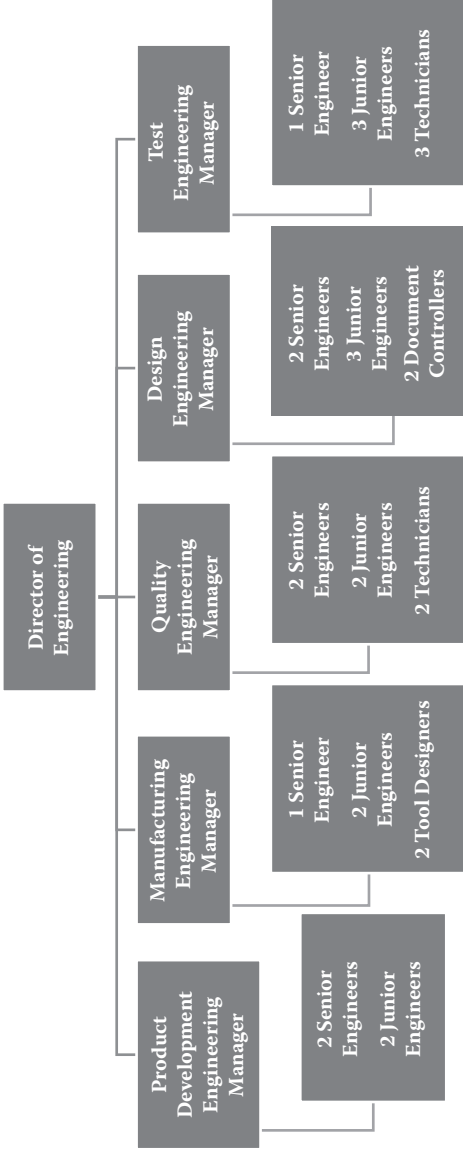 Director of
Engineering
Product
Development
Engineering
Manager
2 Senior
Engineers
2 Junior
Engineers
Manufacturing
Engineering
Manager
1 Senior
Engineer
2 Junior
Engineers
2 Tool Designers
Quality
Engineering
Manager
2 Senior
Engineers
2 Junior
Engineers
2 Technicians
Design
Engineering
Manager
2 Senior
Engineers
3 Junior
Engineers
2 Document
Controllers
Test
Engineering
Manager
1 Senior
Engineer
3 Junior
Engineers
3 Technicians